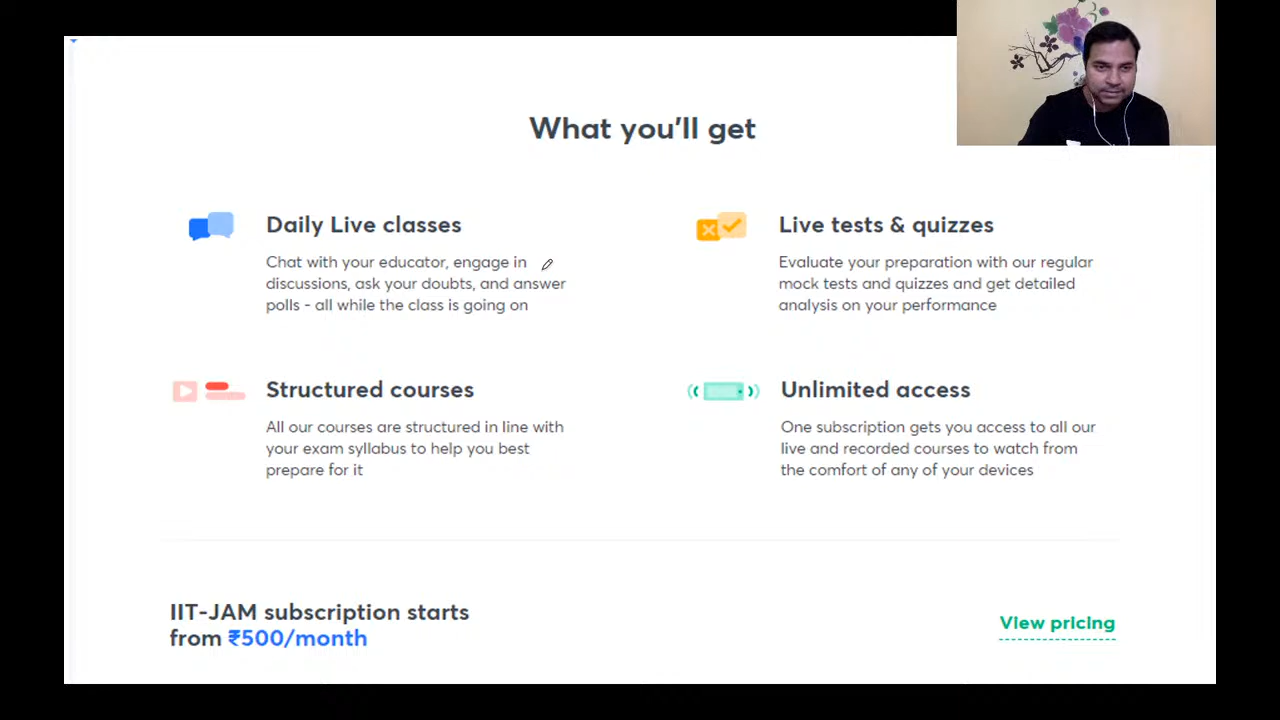 What you'll get
Daily Live classes
Chat with your educator, engage in
discussions, ask your doubts, and answer
polls - all while the class is going on
Live tests & quizzes
Evaluate your preparation with our regular
mock tests and quizzes and get detailed
analysis on your performance
Structured courses
All our courses are structured in line with
your exam syllabus to help you best
prepare for it
Unlimited access
One subscription gets you access to all our
live and recorded courses to watch from
the comfort of any of your devices
IIT-JAM subscription starts
from ₹500/month
View pricing